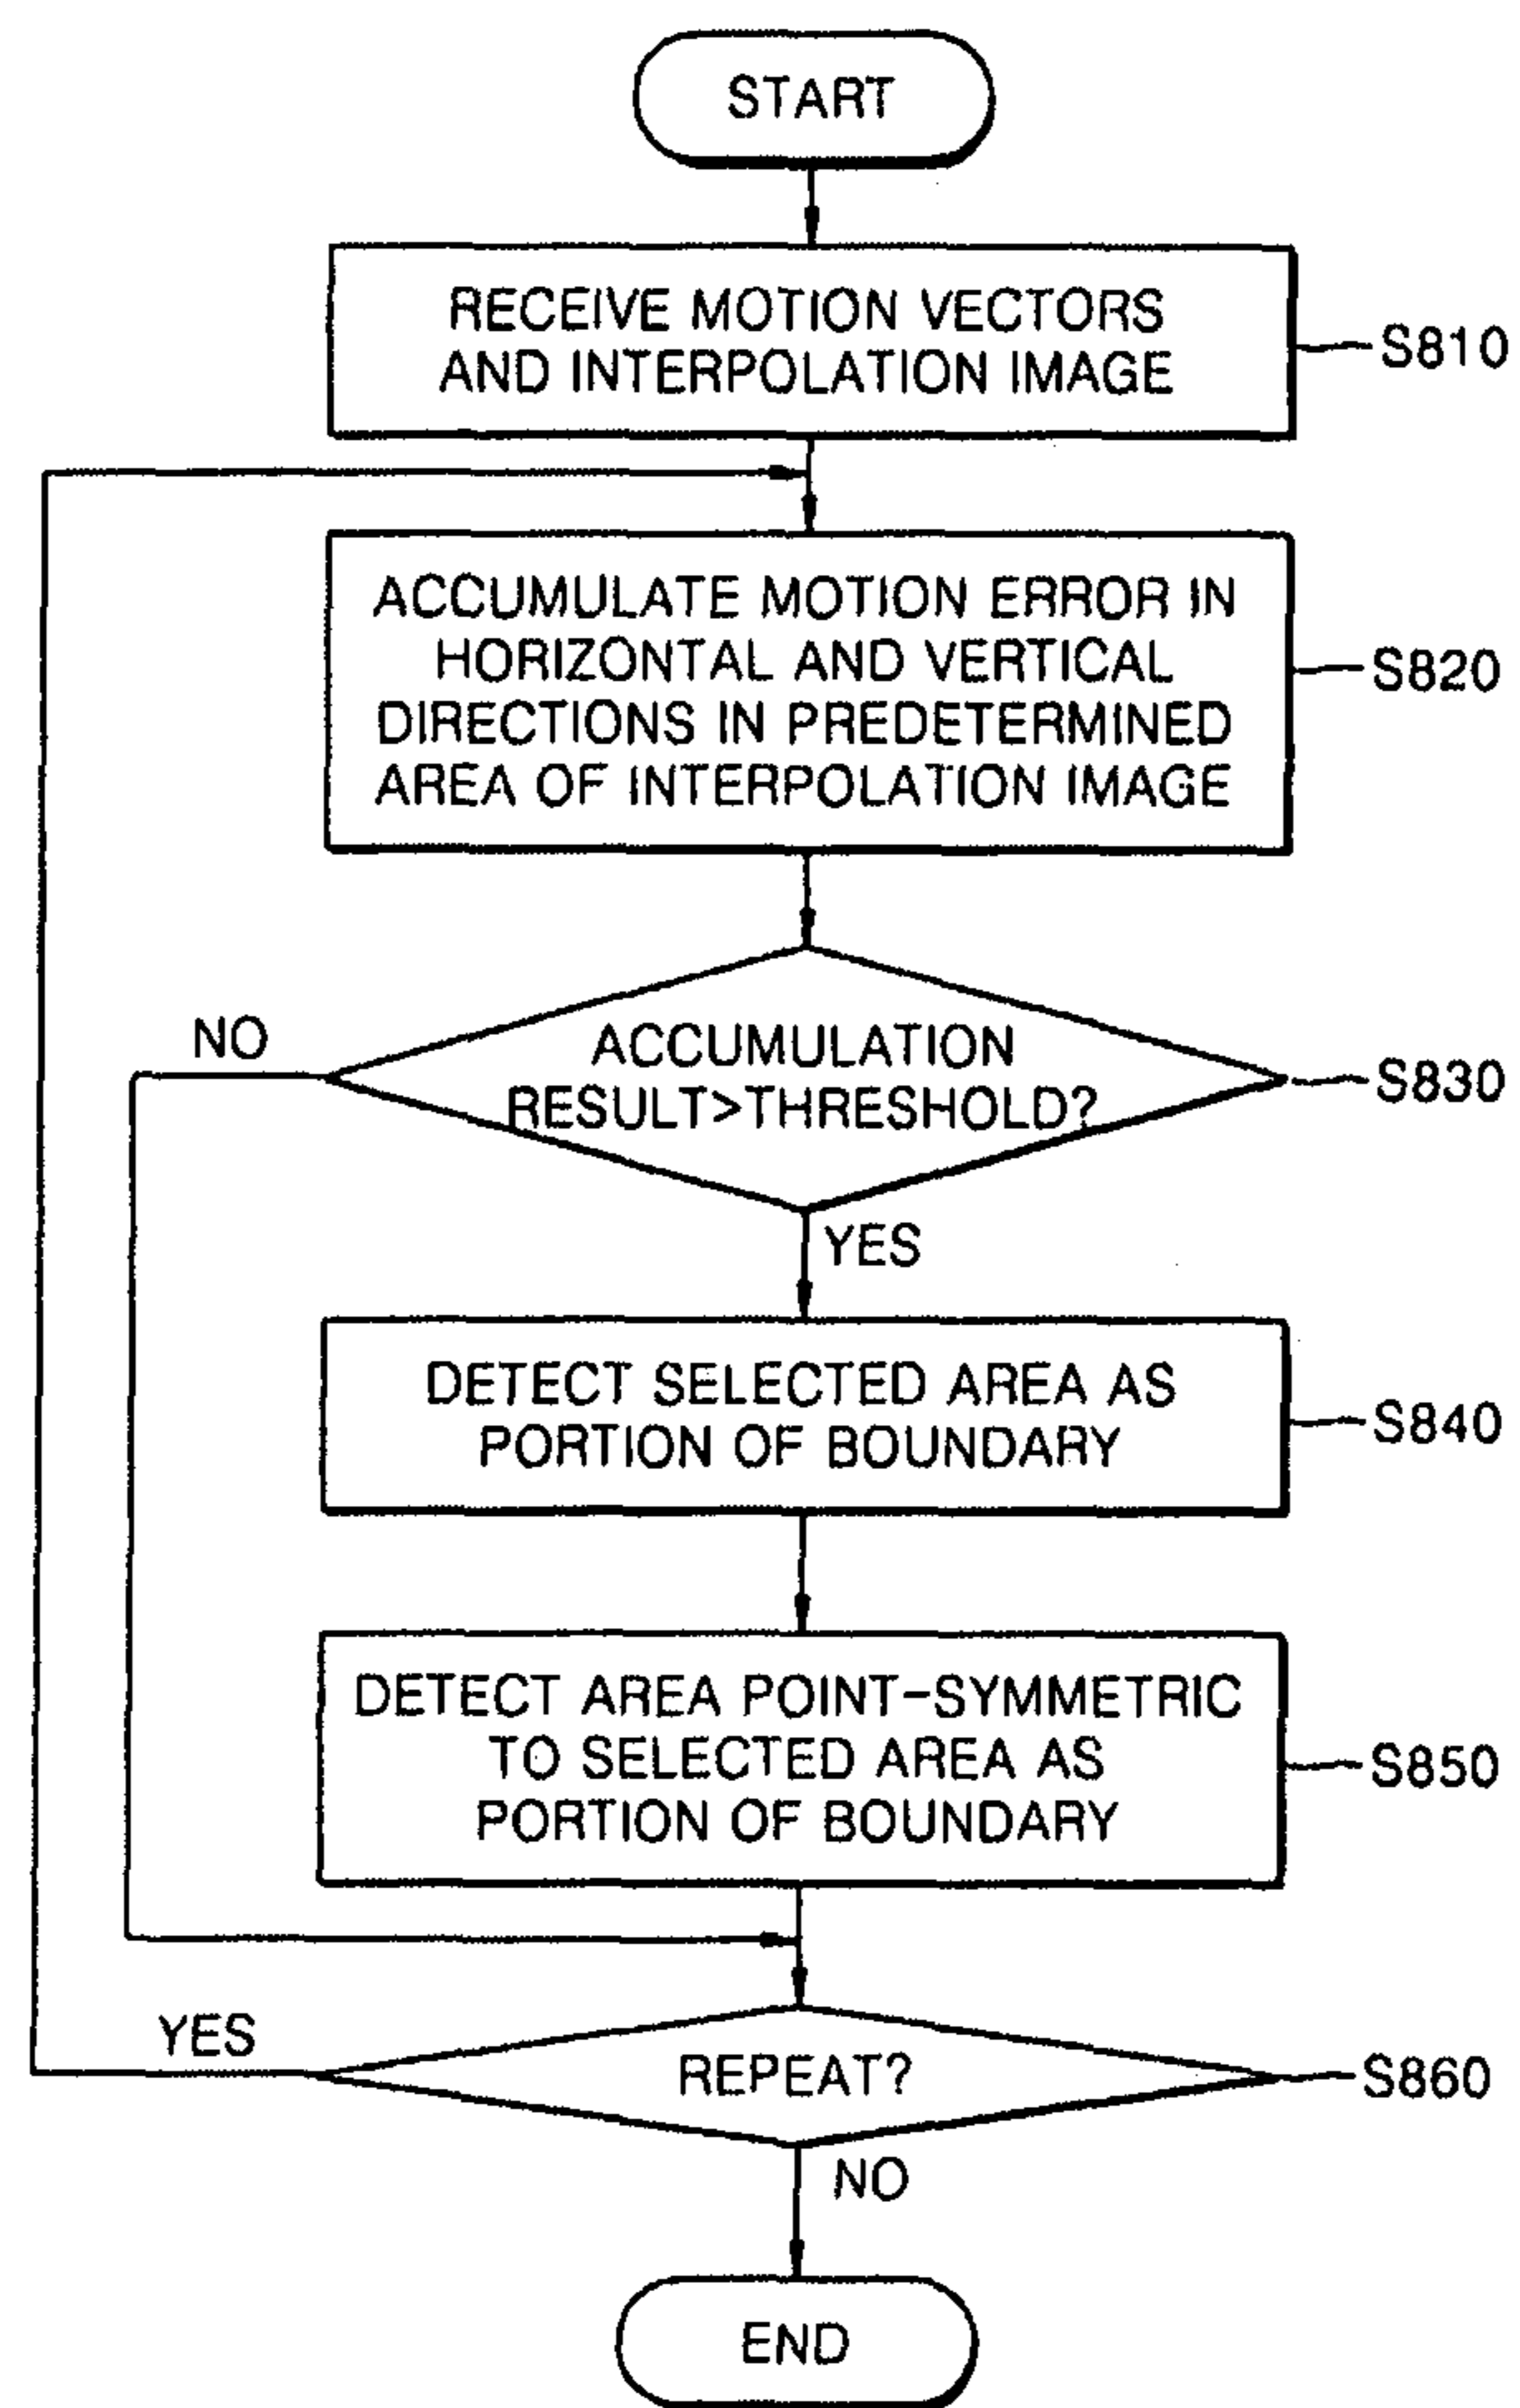 START
RECEIVE MOTION VECTORS
AND INTERPOLATION IMAGE
S810
ACCUMULATE MOTION ERROR IN
HORIZONTAL AND VERTICAL
DIRECTIONS IN PREDETERMINED
AREA OF INTERPOLATION IMAGE
S820
NO
ACCUMULATION
RESULT>THRESHOLD?
S830
YES
DETECT SELECTED AREA AS
PORTION OF BOUNDARY
S840
DETECT AREA POINT-SYMMETRIC
TO SELECTED AREA AS
PORTION OF BOUNDARY
S850
YES
REPEAT?
S860
NO
END